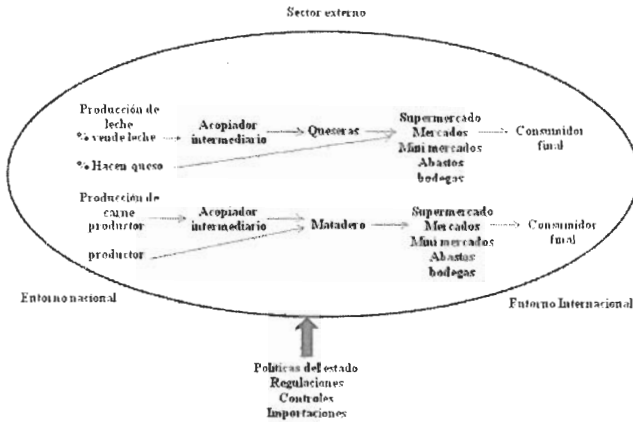 Sector externo
Producción de
leche
% vende leche
% Hacen queso
Acopiador
intermediario
Queseras
Supermercado
Mercados
Mini mercados
Abastos
bodegas
Consumidor
final
Producción de
carne
productor
productor
Acopiador
intermediario
Matadero
Supermercado
Mercados
Mini mercados
Abastos
bodegas
Consumidor
final
Entorno nacional
Entorno Internacional
Políticas del estado
Regulaciones
Controles
Importaciones